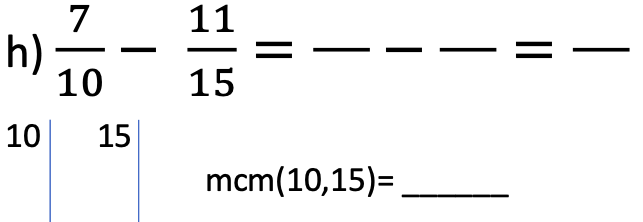 h) 7/10 − 11/15 = — − — = —
10 15
mcm(10,15)= ______